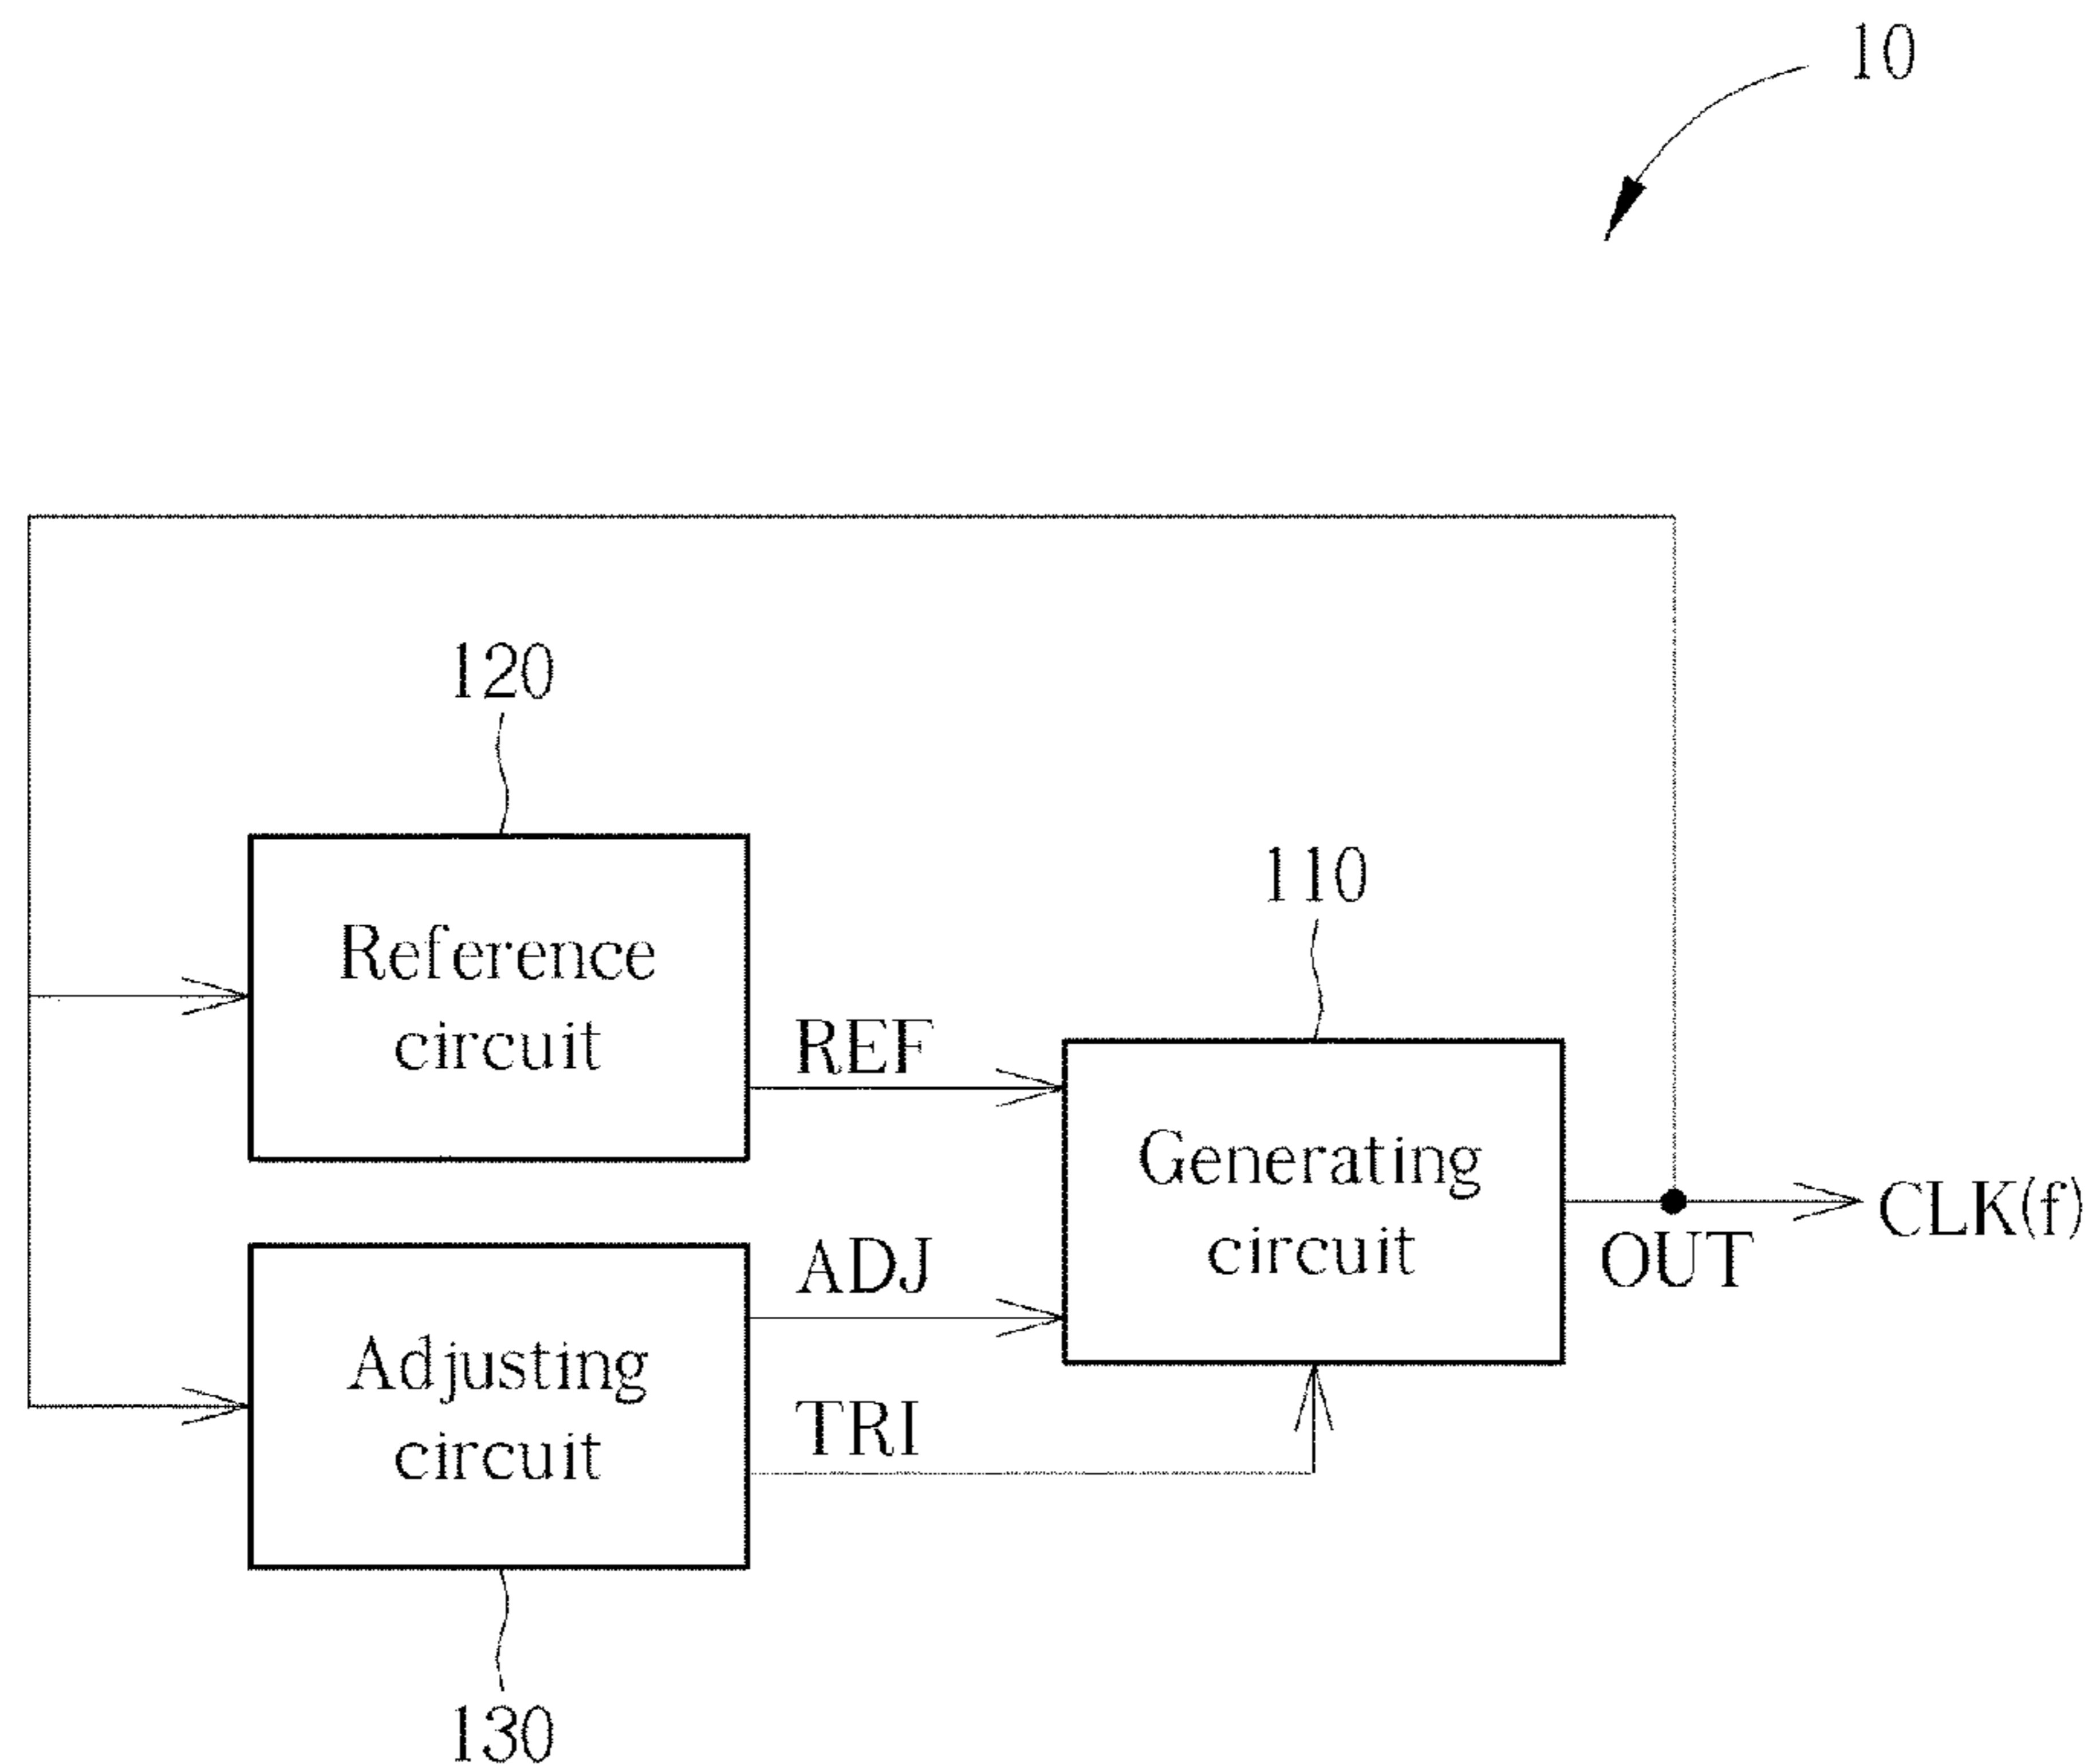 10
120
Reference
circuit
REF
110
Generating
circuit
OUT
CLK(f)
ADJ
Adjusting
circuit
TRI
130